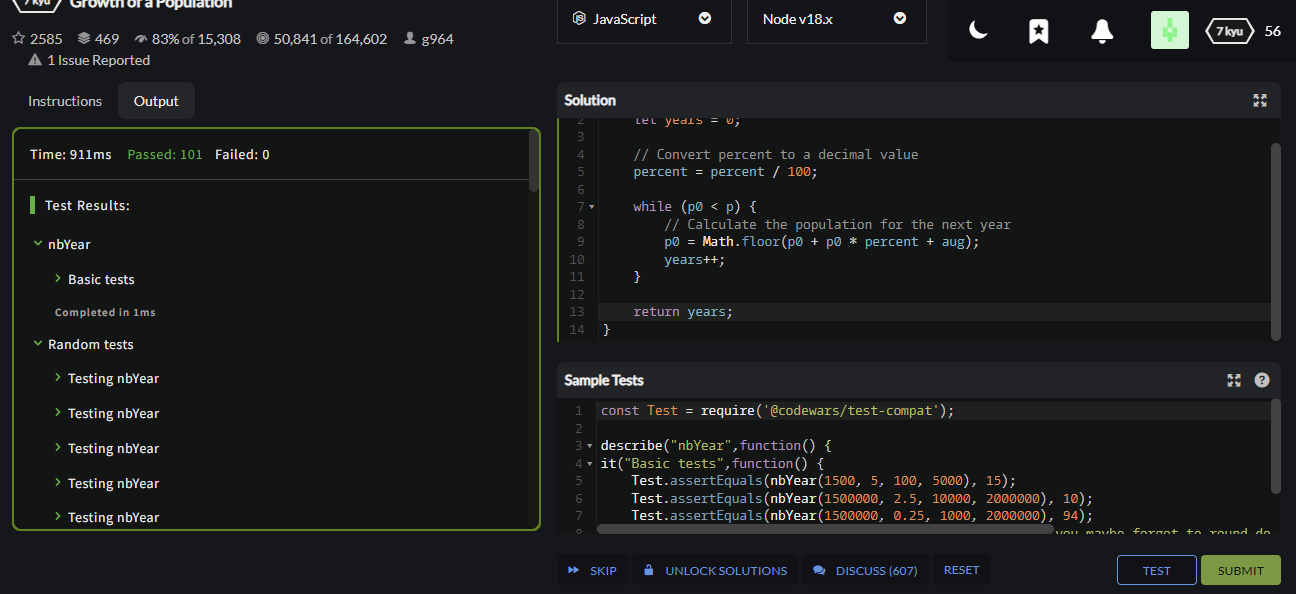 7 kyu Growth of a Population
2585 469 83% of 15,308 50,841 of 164,602 g964
1 Issue Reported
JavaScript
Node v18.x
7 kyu 56
Instructions Output
Time: 911ms Passed: 101 Failed: 0
Test Results:
nbYear
Basic tests
Completed in 1ms
Random tests
Testing nbYear
Testing nbYear
Testing nbYear
Testing nbYear
Testing nbYear
Solution
2 let years = 0;
3
4 // Convert percent to a decimal value
5 percent = percent / 100;
6
7 while (p0 < p) {
8 // Calculate the population for the next year
9 p0 = Math.floor(p0 + p0 * percent + aug);
10 years++;
11 }
12
13 return years;
14 }
Sample Tests
?
1 const Test = require('@codewars/test-compat');
2
3 describe("nbYear",function() {
4 it("Basic tests",function() {
5 Test.assertEquals(nbYear(1500, 5, 100, 5000), 15);
6 Test.assertEquals(nbYear(1500000, 2.5, 10000, 2000000), 10);
7 Test.assertEquals(nbYear(1500000, 0.25, 1000, 2000000), 94);
8 you maybe forgot to round do
SKIP UNLOCK SOLUTIONS DISCUSS (607) RESET TEST SUBMIT